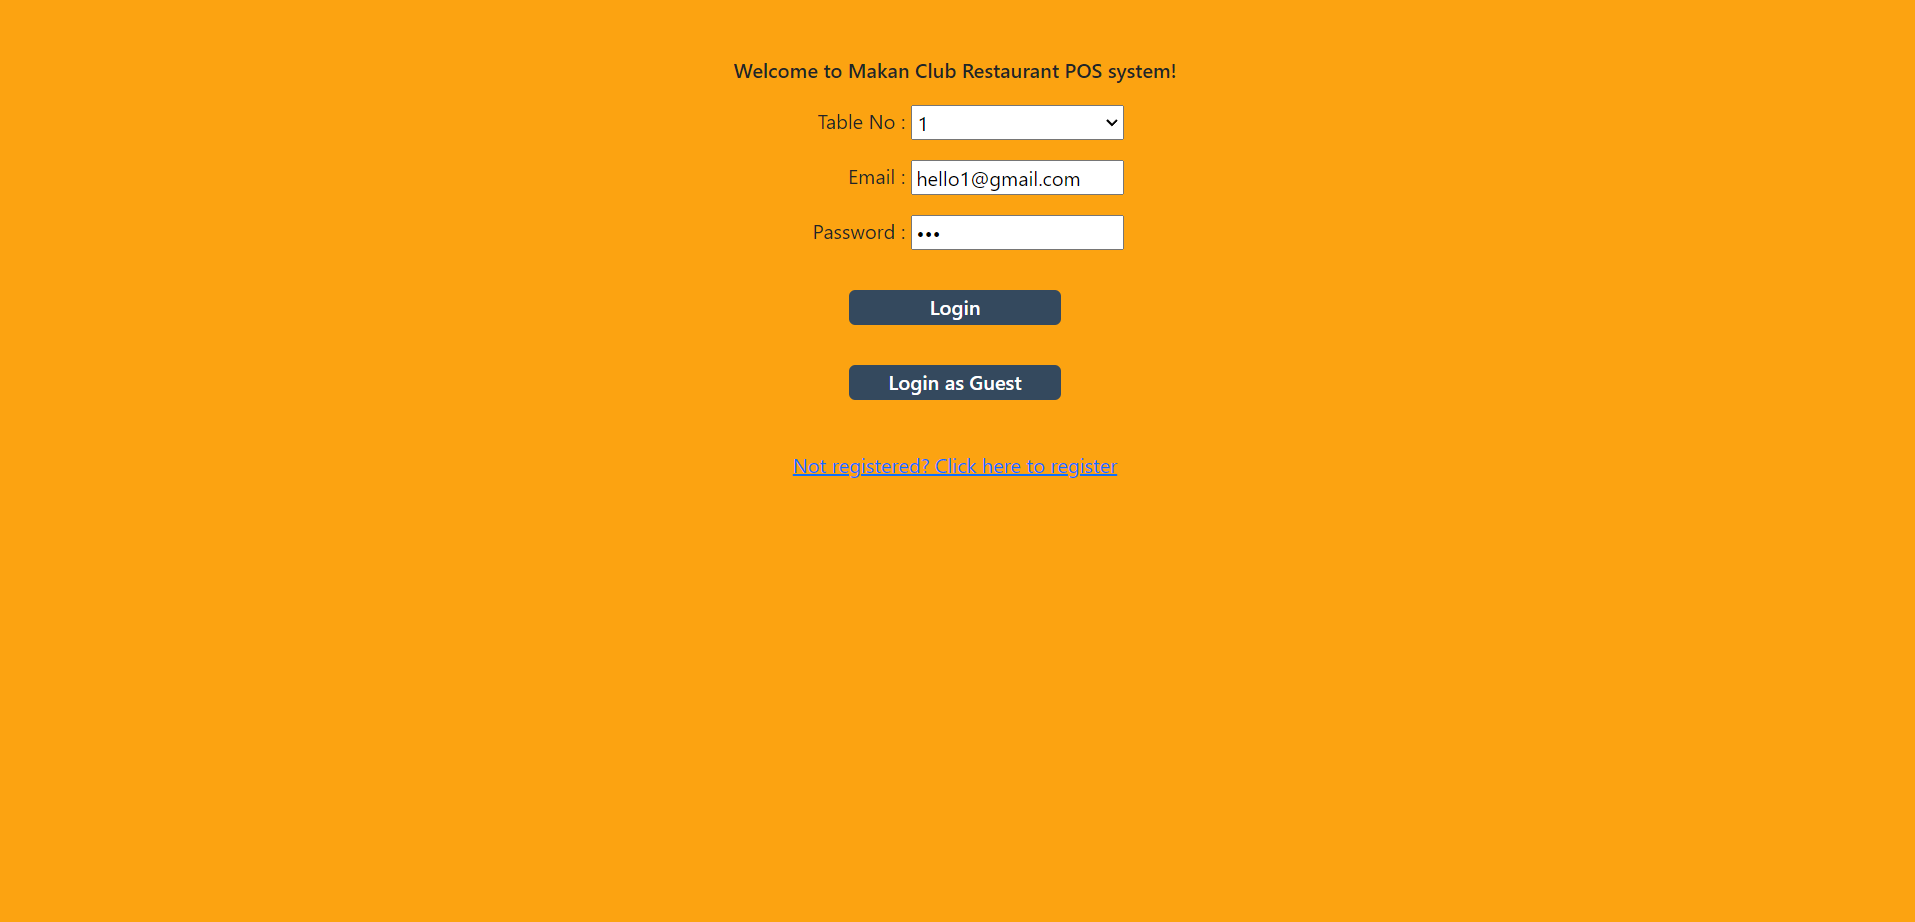 Welcome to Makan Club Restaurant POS system!
Table No : 1
Email : hello1@gmail.com
Password : •••
Login
Login as Guest
Not registered? Click here to register